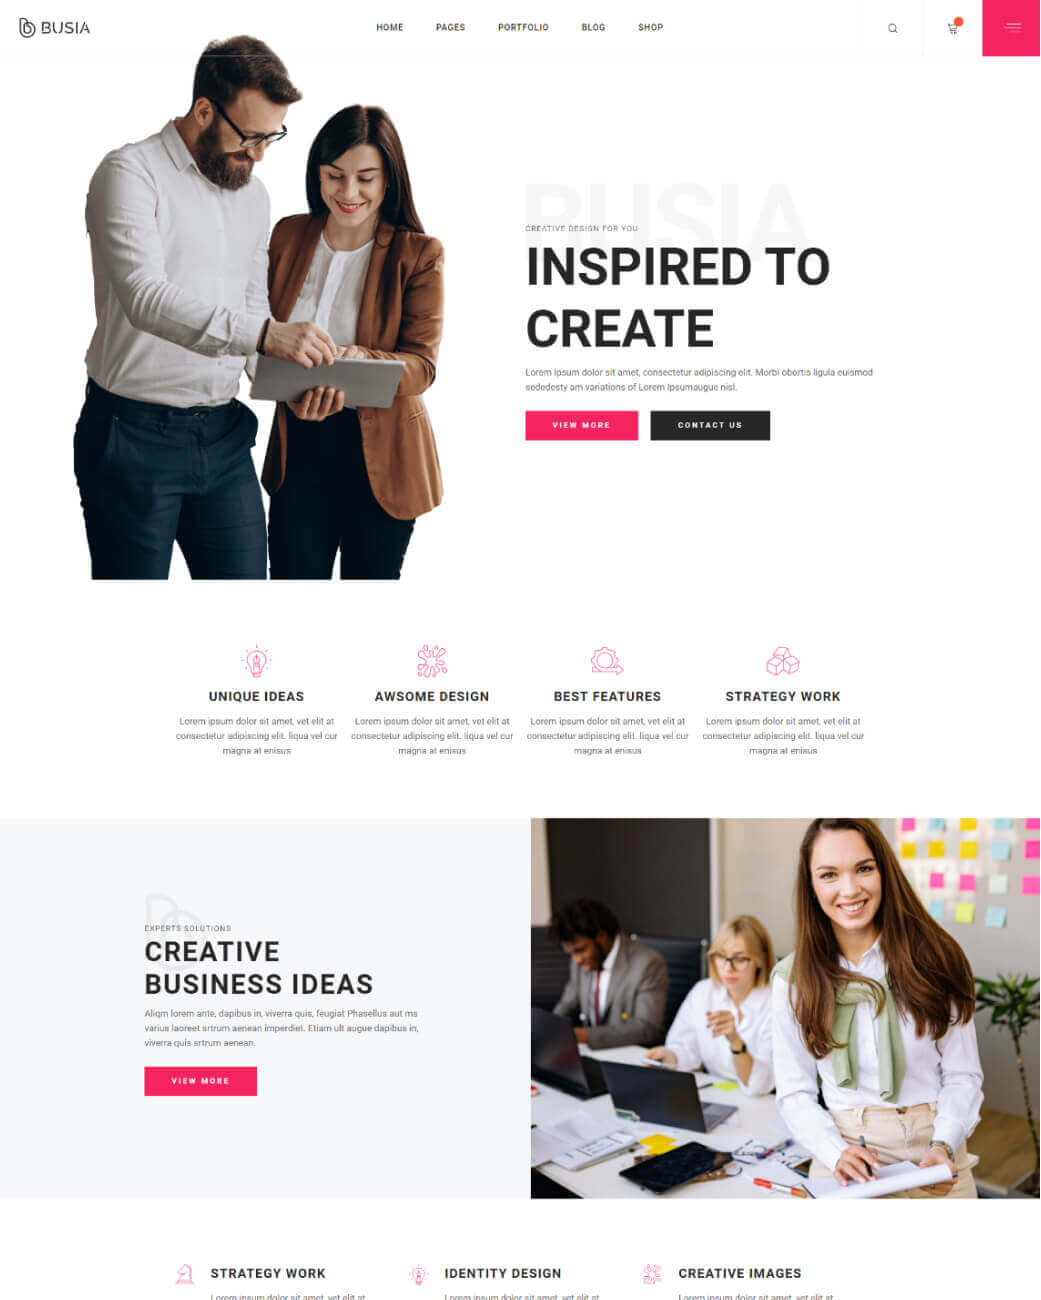 BUSIA
HOME PAGES PORTFOLIO BLOG SHOP
BUSIA
CREATIVE DESIGN FOR YOU
INSPIRED TO
CREATE
Lorem ipsum dolor sit amet, consectetur adipiscing elit. Morbi obortis ligula euismod
sededesty am variations of Lorem Ipsumaugue nisl.
VIEW MORE CONTACT US
UNIQUE IDEAS
Lorem ipsum dolor sit amet, vet elit at
consectetur adipiscing elit. liqua vel cur
magna at enisus
AWSOME DESIGN
Lorem ipsum dolor sit amet, vet elit at
consectetur adipiscing elit. liqua vel cur
magna at enisus
BEST FEATURES
Lorem ipsum dolor sit amet, vet elit at
consectetur adipiscing elit. liqua vel cur
magna at enisus
STRATEGY WORK
Lorem ipsum dolor sit amet, vet elit at
consectetur adipiscing elit. liqua vel cur
magna at enisus
EXPERTS SOLUTIONS
CREATIVE
BUSINESS IDEAS
Aliqm lorem ante, dapibus in, viverra quis, feugiat Phasellus aut ms
varius laoreet srtrum aenean imperdiet. Etiam ult augue dapibus in,
viverra quis srtrum aenean.
VIEW MORE
STRATEGY WORK
Lorem ipsum dolor sit amet, vet elit at
IDENTITY DESIGN
Lorem ipsum dolor sit amet, vet elit at
CREATIVE IMAGES
Lorem ipsum dolor sit amet, vet elit at